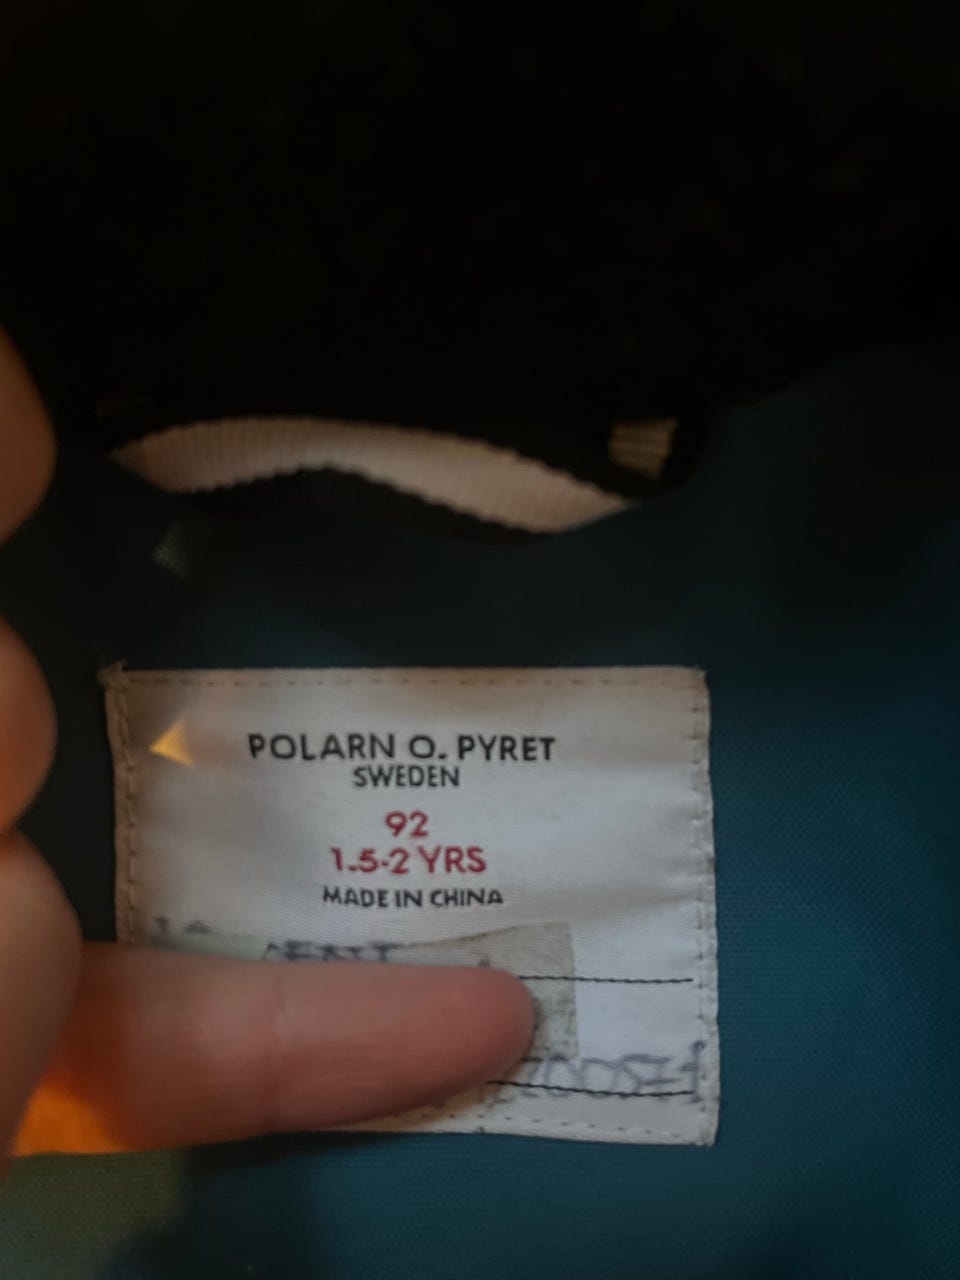 POLARN O. PYRET
SWEDEN
92
1.5-2 YRS
MADE IN CHINA